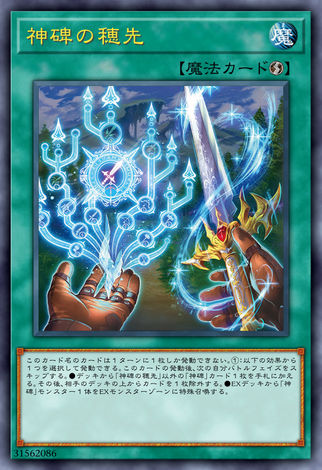 神碑の穂先
魔
【魔法カード】
このカード名のカードは1ターンに1枚しか発動できない。①：以下の効果から
1つを選択して発動できる。このカードの発動後、次の自分バトルフェイズをス
キップする。●デッキから「神碑の穂先」以外の「神碑」カード1枚を手札に加え
る。その後、相手のデッキの上からカードを1枚除外する。●EXデッキから「神
碑」モンスター1体をEXモンスターゾーンに特殊召喚する。
31562086